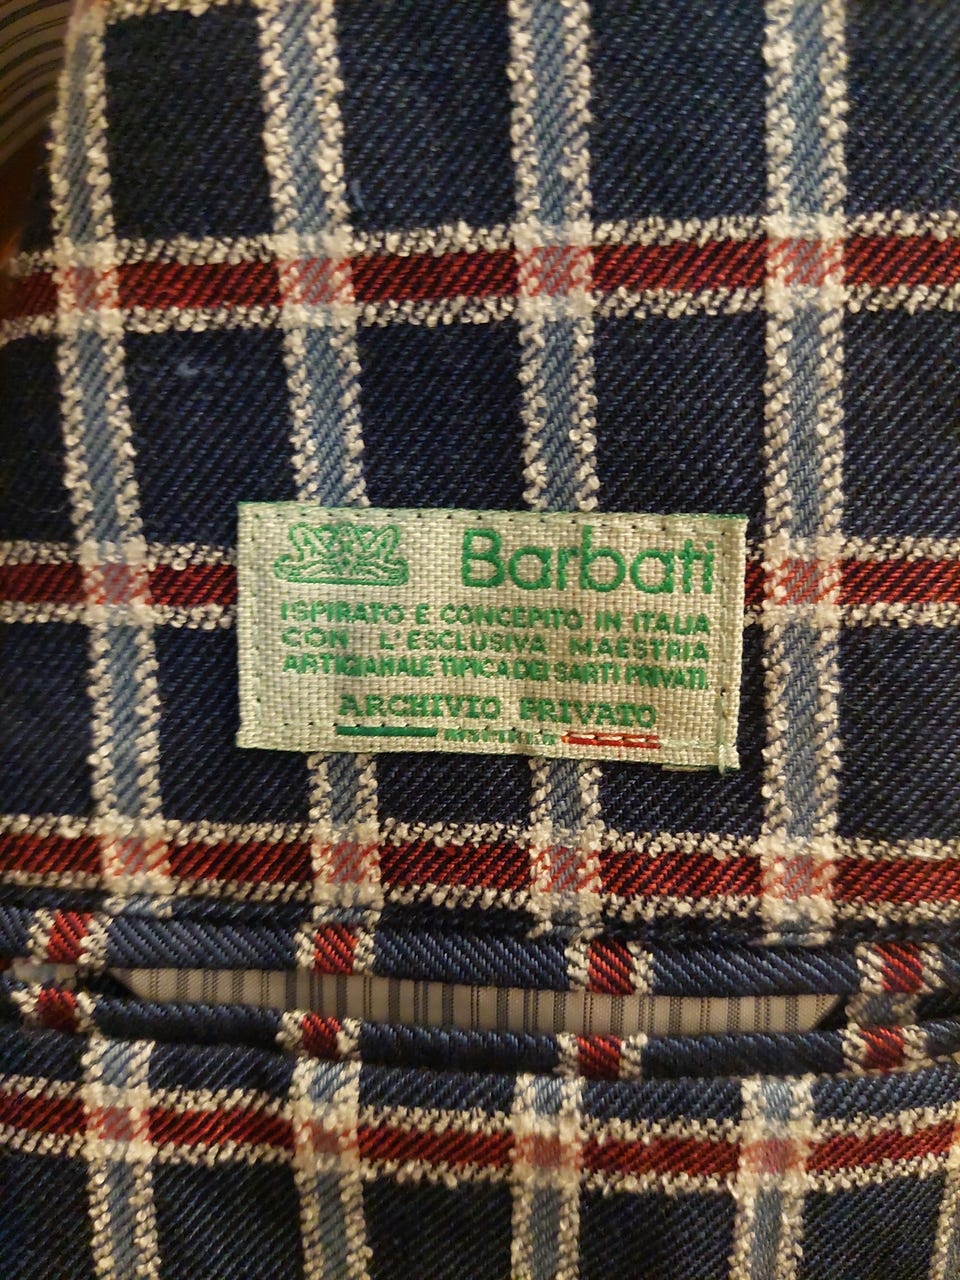 Barbati
ISPIRATO E CONCEPITO IN ITALIA
CON L'ESCLUSIVA MAESTRIA
ARTIGIANALE TIPICA DEI SARTI PRIVATI.
ARCHIVIO PRIVATO